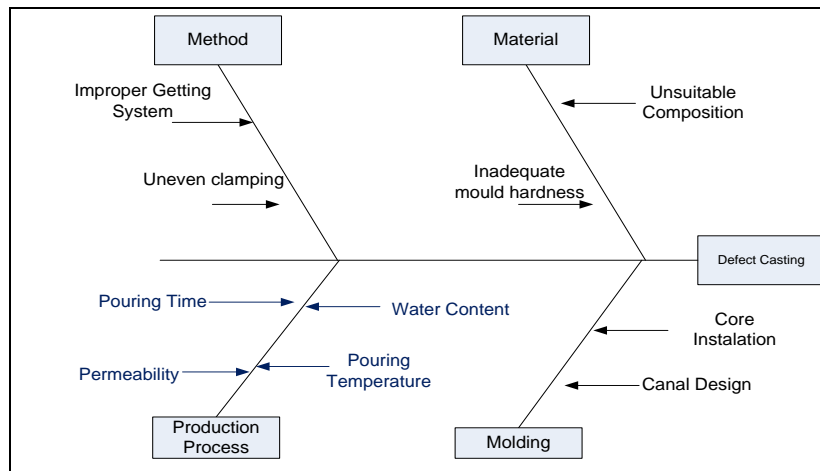 Method
Material
Improper Getting
System
Unsuitable
Composition
Uneven clamping
Inadequate
mould hardness
Defect Casting
Pouring Time
Water Content
Core
Instalation
Permeability
Pouring
Temperature
Canal Design
Production
Process
Molding